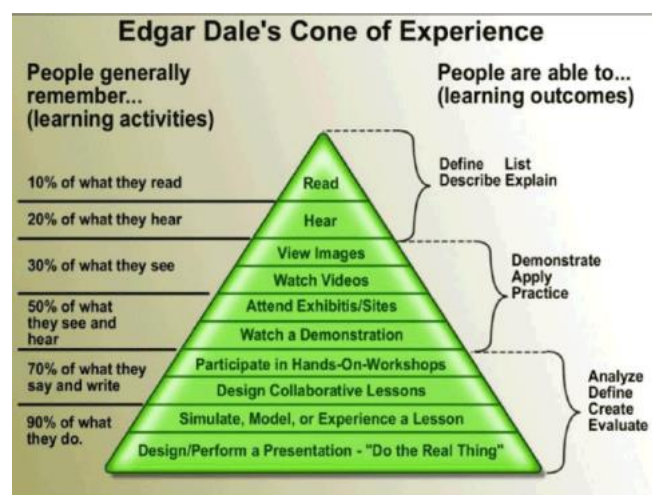 Edgar Dale's Cone of Experience
People generally
remember...
(learning activities)
People are able to...
(learning outcomes)
10% of what they read
20% of what they hear
30% of what they see
50% of what
they see and
hear
70% of what they
say and write
90% of what
they do.
Read
Hear
View Images
Watch Videos
Attend Exhibitis/Sites
Watch a Demonstration
Participate in Hands-On-Workshops
Design Collaborative Lessons
Simulate, Model, or Experience a Lesson
Design/Perform a Presentation - "Do the Real Thing"
Define List
Describe Explain
Demonstrate
Apply
Practice
Analyze
Define
Create
Evaluate